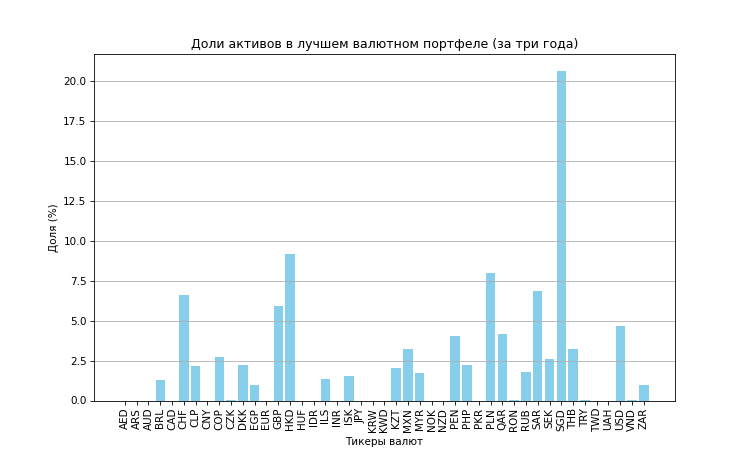 Доли активов в лучшем валютном портфеле (за три года)
Доля (%)
20.0
17.5
15.0
12.5
10.0
7.5
5.0
2.5
0.0
AED ARS AUD BRL CAD CHF CLP CNY COP CZK DKK EGP EUR GBP HKD HUF IDR ILS INR ISK JPY KRW KWD KZT MXN MYR NOK NZD PEN PHP PKR PLN QAR RON RUB SAR SEK SGD THB TRY TWD UAH USD VND ZAR
Тикеры валют